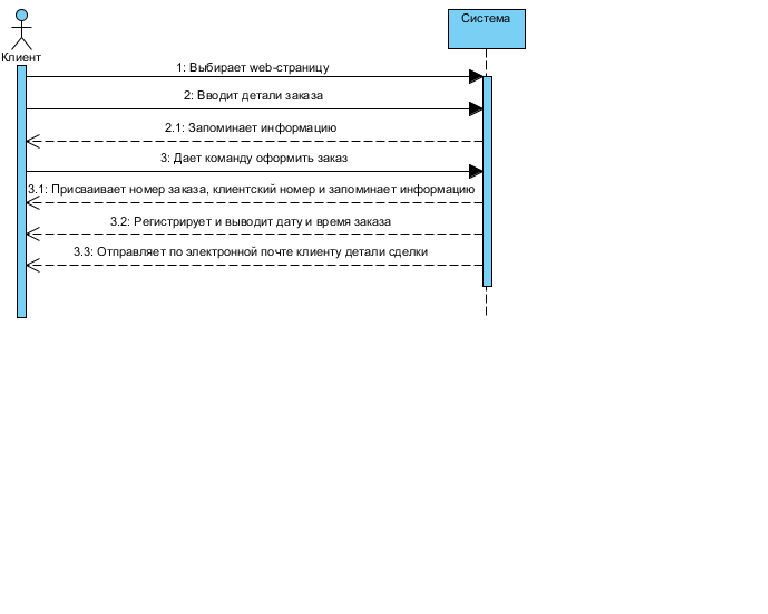 Система
Клиент
1: Выбирает web-страницу
2: Вводит детали заказа
2.1: Запоминает информацию
3: Дает команду оформить заказ
3.1: Присваивает номер заказа, клиентский номер и запоминает информацию
3.2: Регистрирует и выводит дату и время заказа
3.3: Отправляет по электронной почте клиенту детали сделки